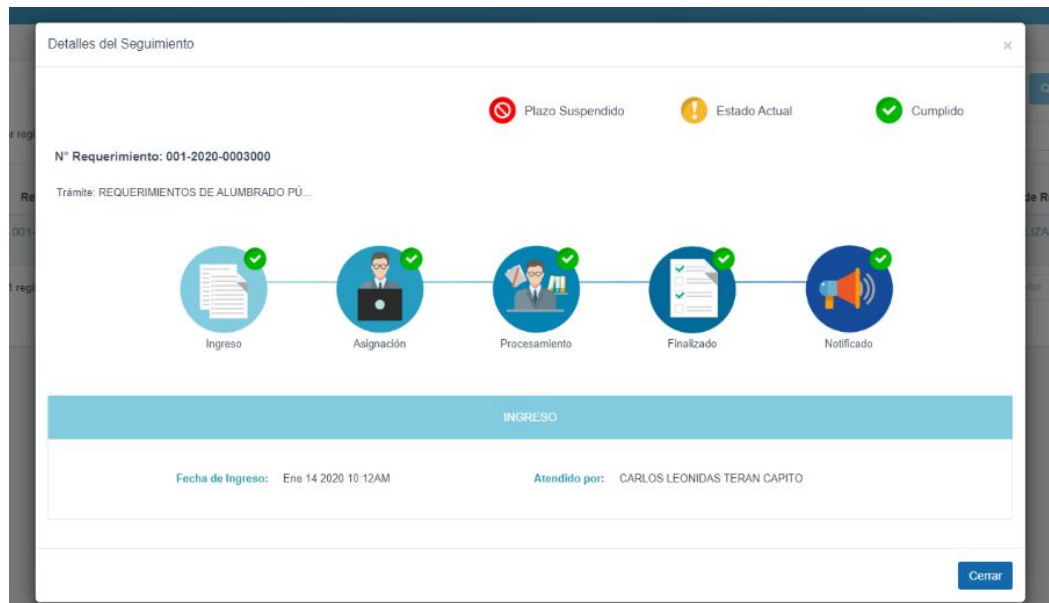 Detalles del Seguimiento
×
Plazo Suspendido
Estado Actual
Cumplido
N° Requerimiento: 001-2020-0003000
Trámite: REQUERIMIENTOS DE ALUMBRADO PÚ...
Ingreso
Asignación
Procesamiento
Finalizado
Notificado
INGRESO
Fecha de Ingreso: Ene 14 2020 10:12AM
Atendido por: CARLOS LEONIDAS TERAN CAPITO
Cerrar